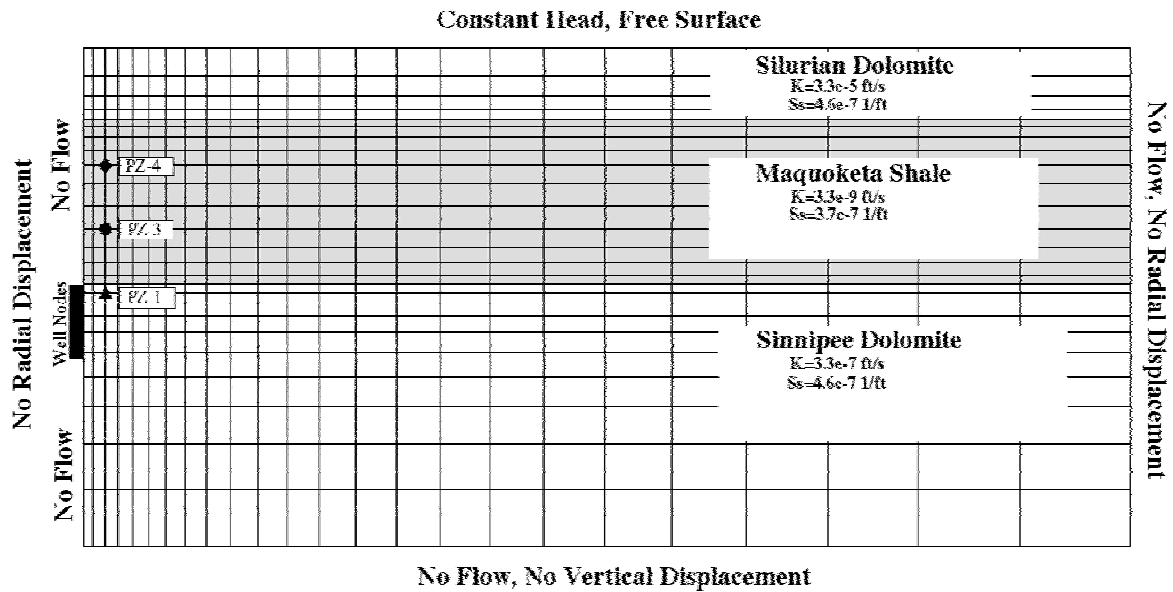 Constant Head, Free Surface
Silurian Dolomite
K=3.3e-5 ft/s
Ss=4.6e-7 1/ft
No Flow
PZ-4
Maquoketa Shale
K=3.3e-9 ft/s
Ss=3.7e-7 1/ft
PZ-3
No Radial Displacement
Well Nodes
PZ-1
Sinnipee Dolomite
K=3.3e-7 ft/s
Ss=4.6e-7 1/ft
No Flow
No Flow, No Radial Displacement
No Flow, No Vertical Displacement